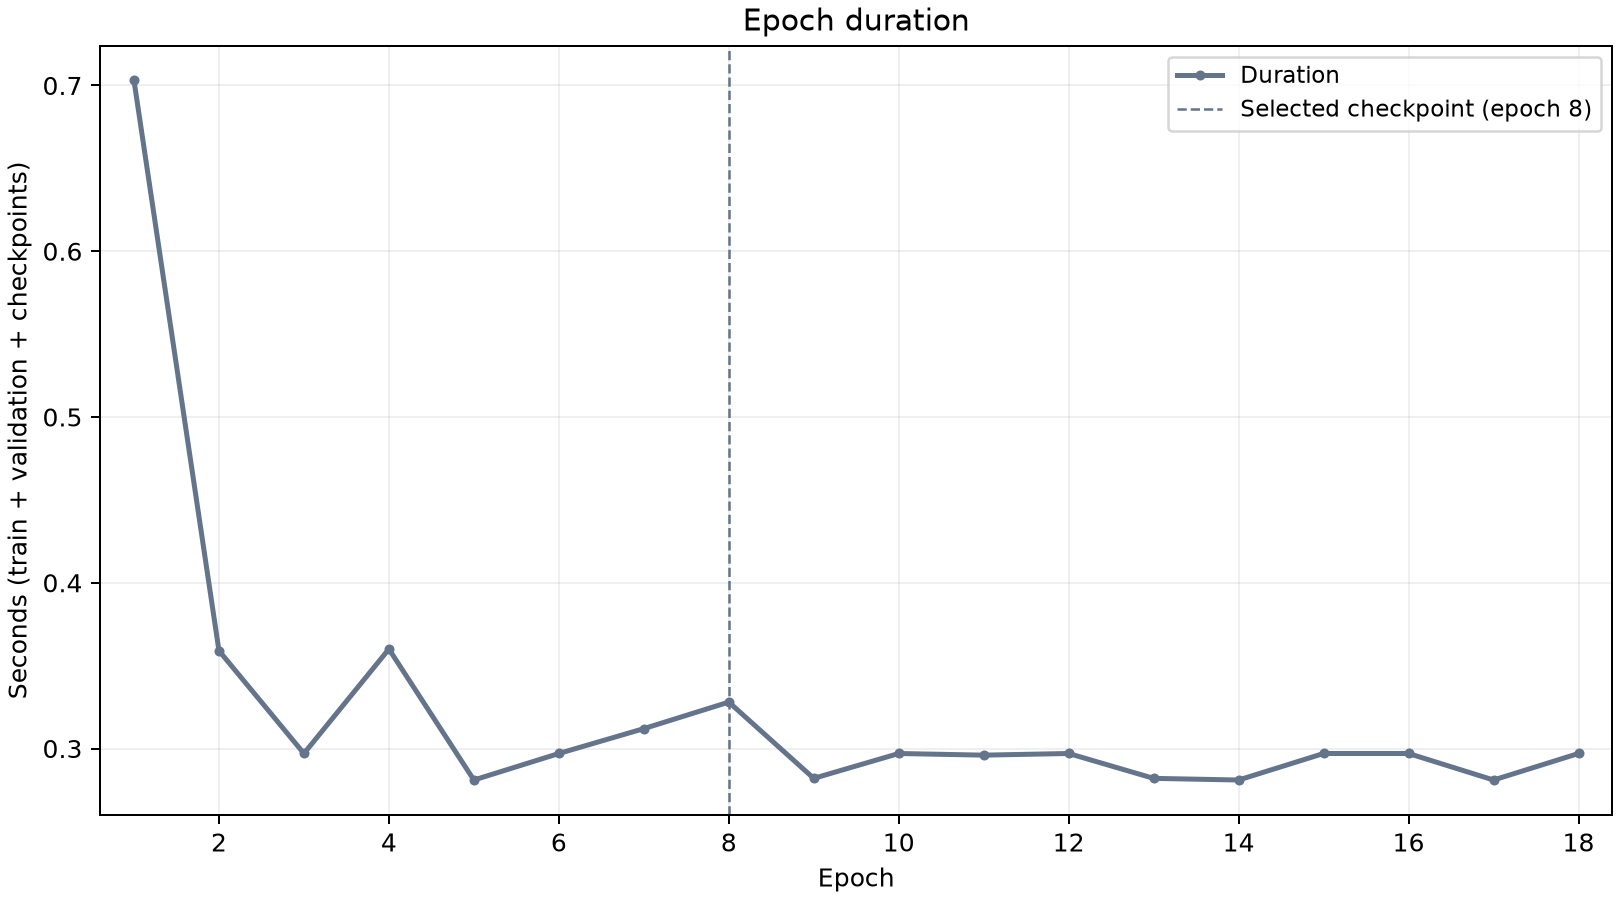 Epoch duration
Duration
Selected checkpoint (epoch 8)
Seconds (train + validation + checkpoints)
0.7
0.6
0.5
0.4
0.3
2 4 6 8 10 12 14 16 18
Epoch